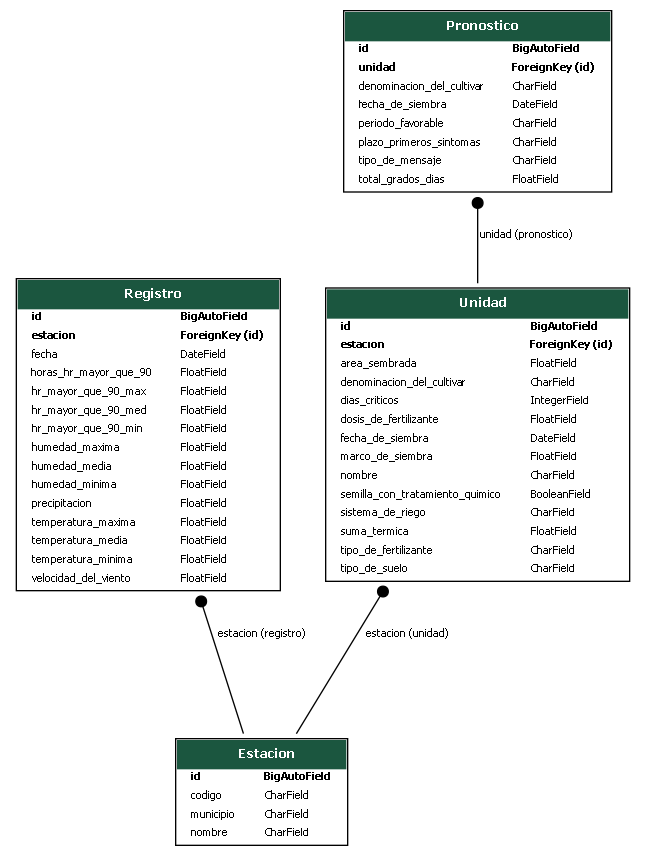 Pronostico
id BigAutoField
unidad ForeignKey (id)
denominacion_del_cultivar CharField
fecha_de_siembra DateField
periodo_favorable CharField
plazo_primeros_sintomas CharField
tipo_de_mensaje CharField
total_grados_dias FloatField
unidad (pronostico)
Registro
id BigAutoField
estacion ForeignKey (id)
fecha DateField
horas_hr_mayor_que_90 FloatField
hr_mayor_que_90_max FloatField
hr_mayor_que_90_med FloatField
hr_mayor_que_90_min FloatField
humedad_maxima FloatField
humedad_media FloatField
humedad_minima FloatField
precipitacion FloatField
temperatura_maxima FloatField
temperatura_media FloatField
temperatura_minima FloatField
velocidad_del_viento FloatField
Unidad
id BigAutoField
estacion ForeignKey (id)
area_sembrada FloatField
denominacion_del_cultivar CharField
dias_criticos IntegerField
dosis_de_fertilizante FloatField
fecha_de_siembra DateField
marco_de_siembra FloatField
nombre CharField
semilla_con_tratamiento_quimico BooleanField
sistema_de_riego CharField
suma_termica FloatField
tipo_de_fertilizante CharField
tipo_de_suelo CharField
estacion (registro)
estacion (unidad)
Estacion
id BigAutoField
codigo CharField
municipio CharField
nombre CharField